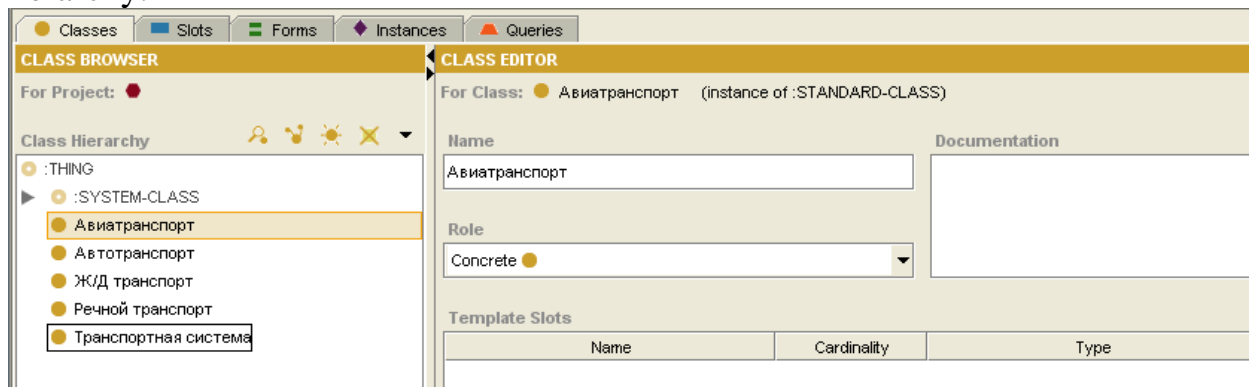 Classes Slots Forms Instances Queries
CLASS BROWSER
For Project:
Class Hierarchy
:THING
:SYSTEM-CLASS
Авиатранспорт
Автотранспорт
Ж/Д транспорт
Речной транспорт
Транспортная система
CLASS EDITOR
For Class: Авиатранспорт (instance of :STANDARD-CLASS)
Name
Авиатранспорт
Documentation
Role
Concrete
Template Slots
Name Cardinality Type